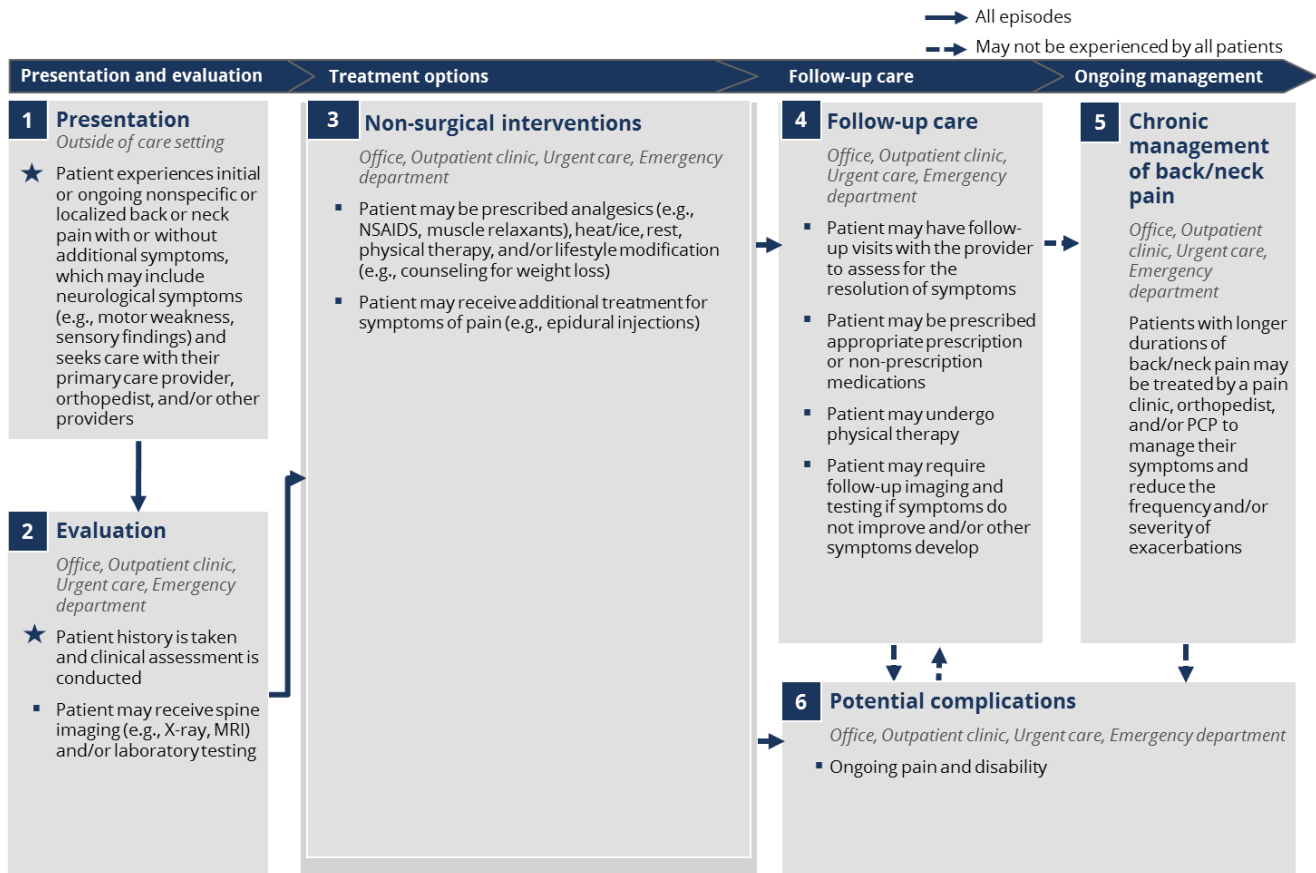 All episodes
May not be experienced by all patients
Presentation and evaluation
Treatment options
Follow-up care
Ongoing management
1
Presentation
Outside of care setting
Patient experiences initial
or ongoing nonspecific or
localized back or neck
pain with or without
additional symptoms,
which may include
neurological symptoms
(e.g., motor weakness,
sensory findings) and
seeks care with their
primary care provider,
orthopedist, and/or other
providers
2
Evaluation
Office, Outpatient clinic,
Urgent care, Emergency
department
Patient history is taken
and clinical assessment is
conducted
▪ Patient may receive spine
imaging (e.g., X-ray, MRI)
and/or laboratory testing
3
Non-surgical interventions
Office, Outpatient clinic, Urgent care, Emergency
department
▪ Patient may be prescribed analgesics (e.g.,
NSAIDS, muscle relaxants), heat/ice, rest,
physical therapy, and/or lifestyle modification
(e.g., counseling for weight loss)
▪ Patient may receive additional treatment for
symptoms of pain (e.g., epidural injections)
4
Follow-up care
Office, Outpatient clinic,
Urgent care, Emergency
department
▪ Patient may have follow-
up visits with the provider
to assess for the
resolution of symptoms
▪ Patient may be prescribed
appropriate prescription
or non-prescription
medications
▪ Patient may undergo
physical therapy
▪ Patient may require
follow-up imaging and
testing if symptoms do
not improve and/or other
symptoms develop
5
Chronic
management
of back/neck
pain
Office, Outpatient
clinic, Urgent care,
Emergency
department
Patients with longer
durations of
back/neck pain may
be treated by a pain
clinic, orthopedist,
and/or PCP to
manage their
symptoms and
reduce the
frequency and/or
severity of
exacerbations
6
Potential complications
Office, Outpatient clinic, Urgent care, Emergency department
▪ Ongoing pain and disability